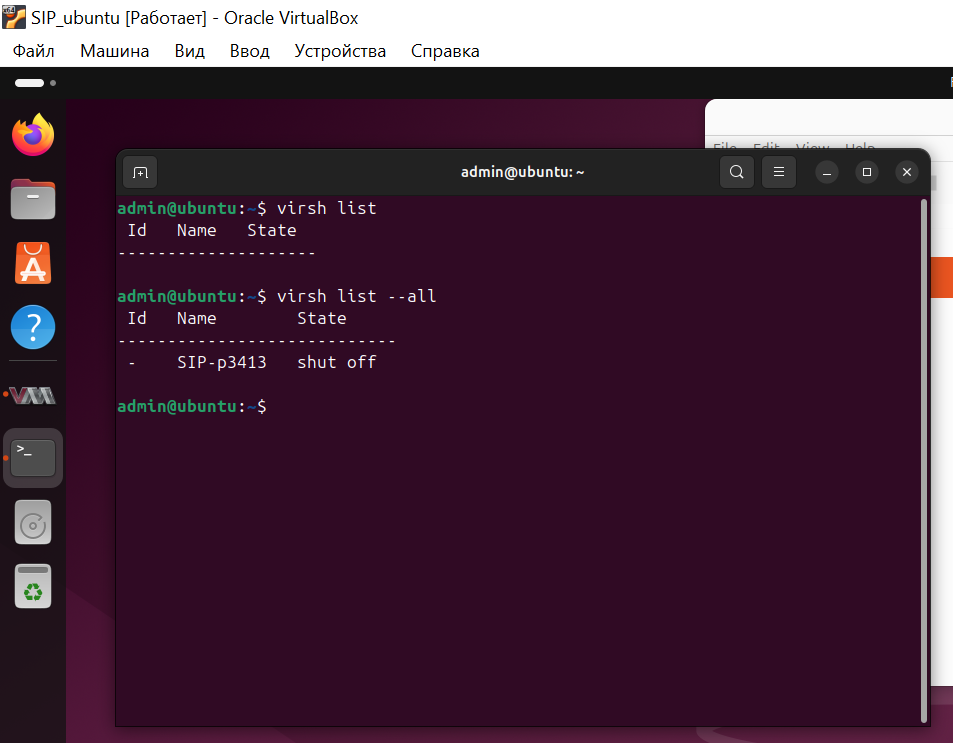 SIP_ubuntu [Работает] - Oracle VirtualBox
Файл Машина Вид Ввод Устройства Справка
File Edit View Help
admin@ubuntu: ~
admin@ubuntu:~$ virsh list
Id Name State
--------------------
admin@ubuntu:~$ virsh list --all
Id Name State
----------------------------
- SIP-p3413 shut off
admin@ubuntu:~$